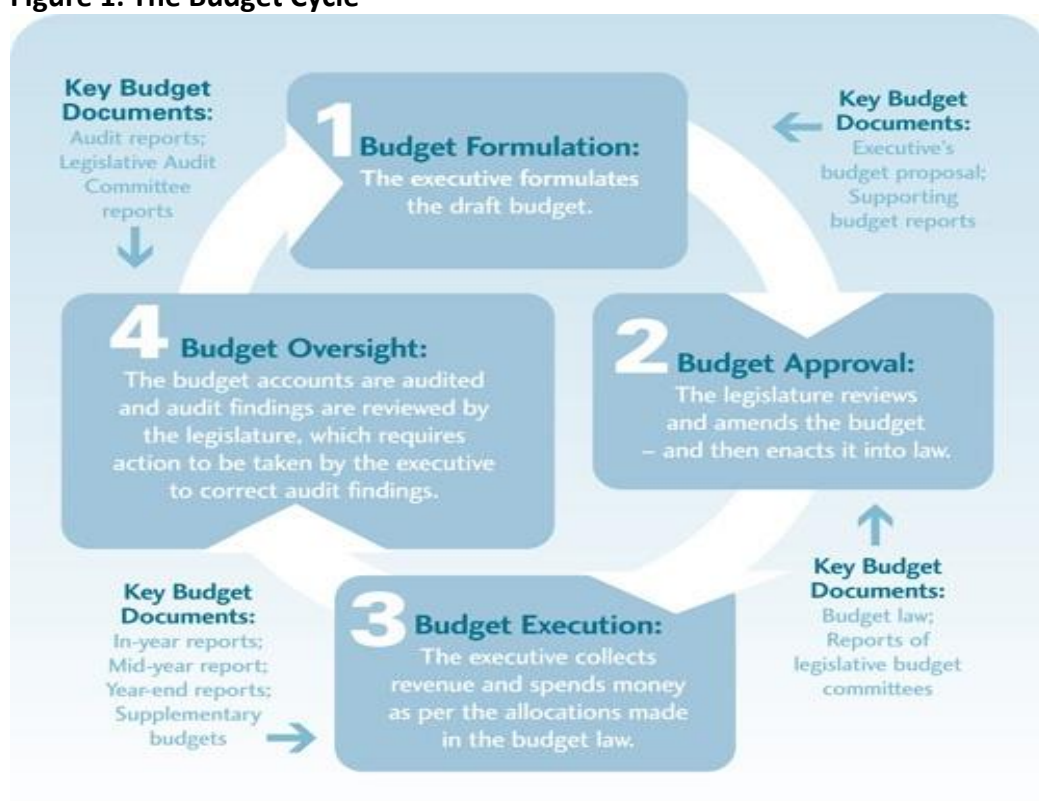 Figure 1: The Budget Cycle
Key Budget
Documents:
Audit reports;
Legislative Audit
Committee
reports
1
Budget Formulation:
The executive formulates
the draft budget.
Key Budget
Documents:
Executive's
budget proposal;
Supporting
budget reports
2
Budget Approval:
The legislature reviews
and amends the budget
– and then enacts it into law.
Key Budget
Documents:
Budget law;
Reports of
legislative budget
committees
3
Budget Execution:
The executive collects
revenue and spends money
as per the allocations made
in the budget law.
Key Budget
Documents:
In-year reports;
Mid-year report;
Year-end reports;
Supplementary
budgets
4
Budget Oversight:
The budget accounts are audited
and audit findings are reviewed by
the legislature, which requires
action to be taken by the executive
to correct audit findings.